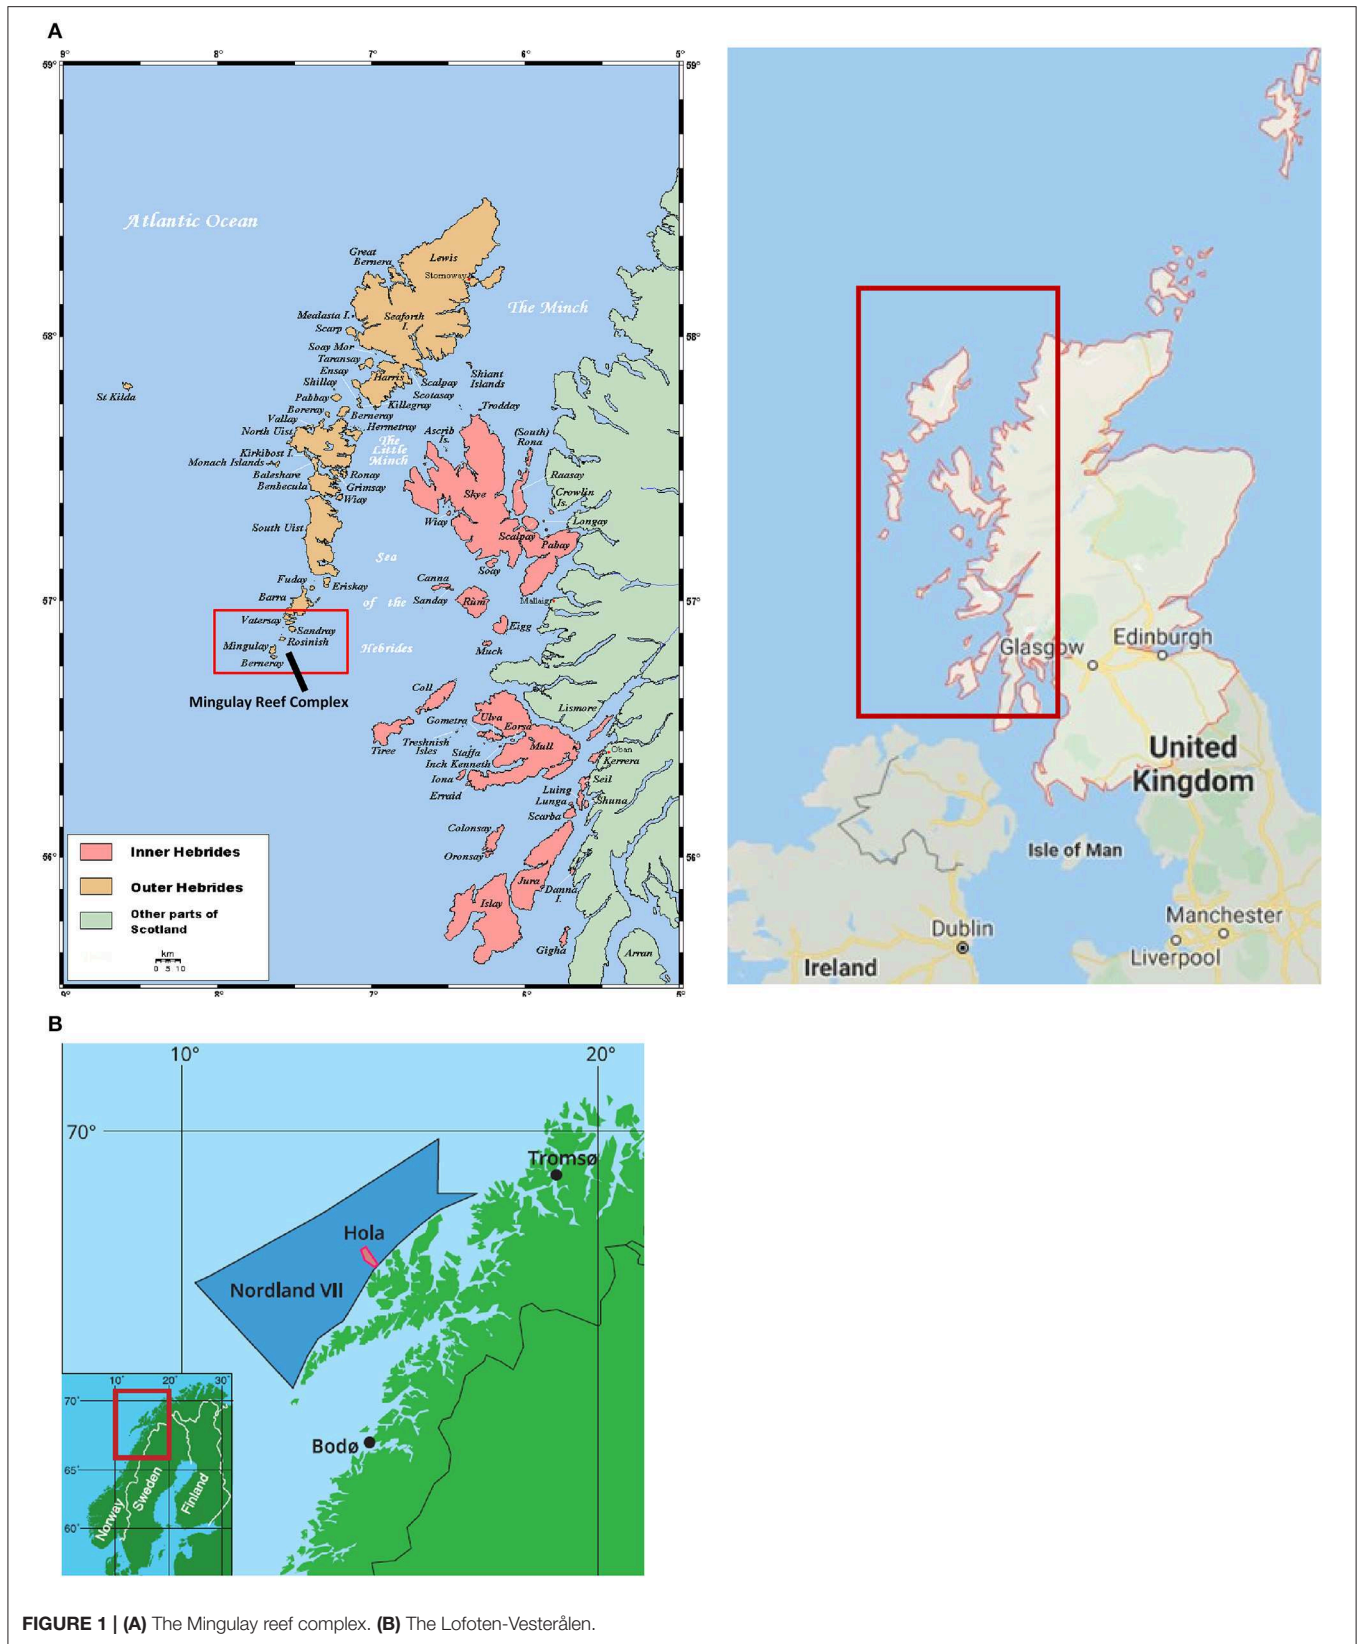 A
9° 8° 7° 6° 5°
59° 59°
Atlantic Ocean
Great
Bernera
Lewis
Stornoway
The Minch
Mealasta I.
Scarp
Seaforth
I.
58° 58°
Soay Mor
Taransay
Ensay
Shillay
Harris
Scalpay
Scotasay
Shiant
Islands
St Kilda
Pabbay
Killegray
Trodday
Boreray
Berneray
Vallay
Hermetray
North Uist
The
Little
Minch
Ascrib
Is.
(South)
Rona
Kirkibost I.
Monach Islands
Baleshare
Benbecula
Ronay
Grimsay
Wiay
Raasay
Crowlin
Is.
Skye
South Uist
Wiay
Longay
Scalpay
Pabay
Soay
Sea
of the
Hebrides
Fuday
Eriskay
Canna
Barra
Sanday
Rùm
Mallaig
57° 57°
Vatersay
Sandray
Rosinish
Eigg
Mingulay
Muck
Berneray
Mingulay Reef Complex
Coll
Gometra
Ulva
Eorsa
Lismore
Tiree
Treshnish
Isles
Staffa
Mull
Oban
Inch Kenneth
Kerrera
Iona
Seil
Erraid
Luing
Lunga
Shuna
Scarba
Colonsay
Oronsay
56° 56°
Jura
Danna
I.
Islay
Gigha
Arran
Inner Hebrides
Outer Hebrides
Other parts of
Scotland
km
0 5 10
9° 8° 7° 6° 5°
Glasgow
Edinburgh
United
Kingdom
Isle of Man
Manchester
Dublin
Liverpool
Ireland
B
10° 20°
70°
Tromsø
Hola
Nordland VII
Bodø
10° 20° 30°
70°
65°
60°
Norway
Sweden
Finland
FIGURE 1 | (A) The Mingulay reef complex. (B) The Lofoten-Vesterålen.